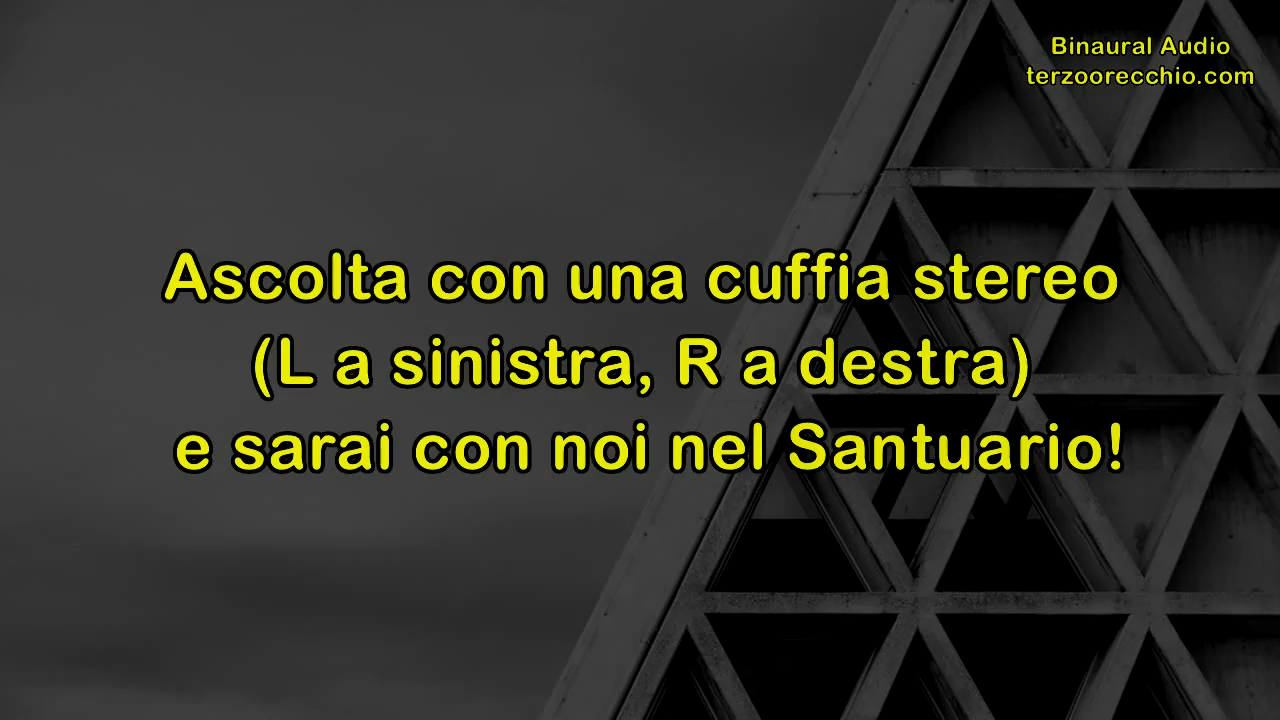 Binaural Audio
terzoorecchio.com
Ascolta con una cuffia stereo
(L a sinistra, R a destra)
e sarai con noi nel Santuario!